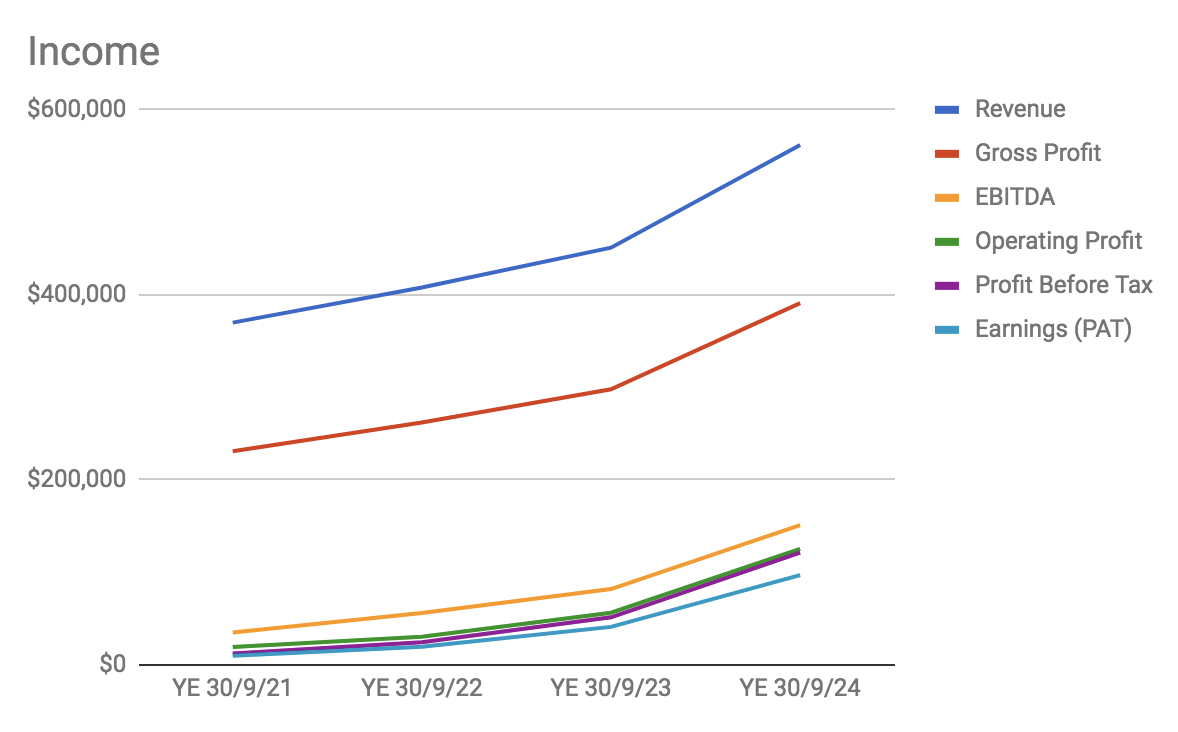 Income
$600,000
$400,000
$200,000
$0
YE 30/9/21
YE 30/9/22
YE 30/9/23
YE 30/9/24
Revenue
Gross Profit
EBITDA
Operating Profit
Profit Before Tax
Earnings (PAT)